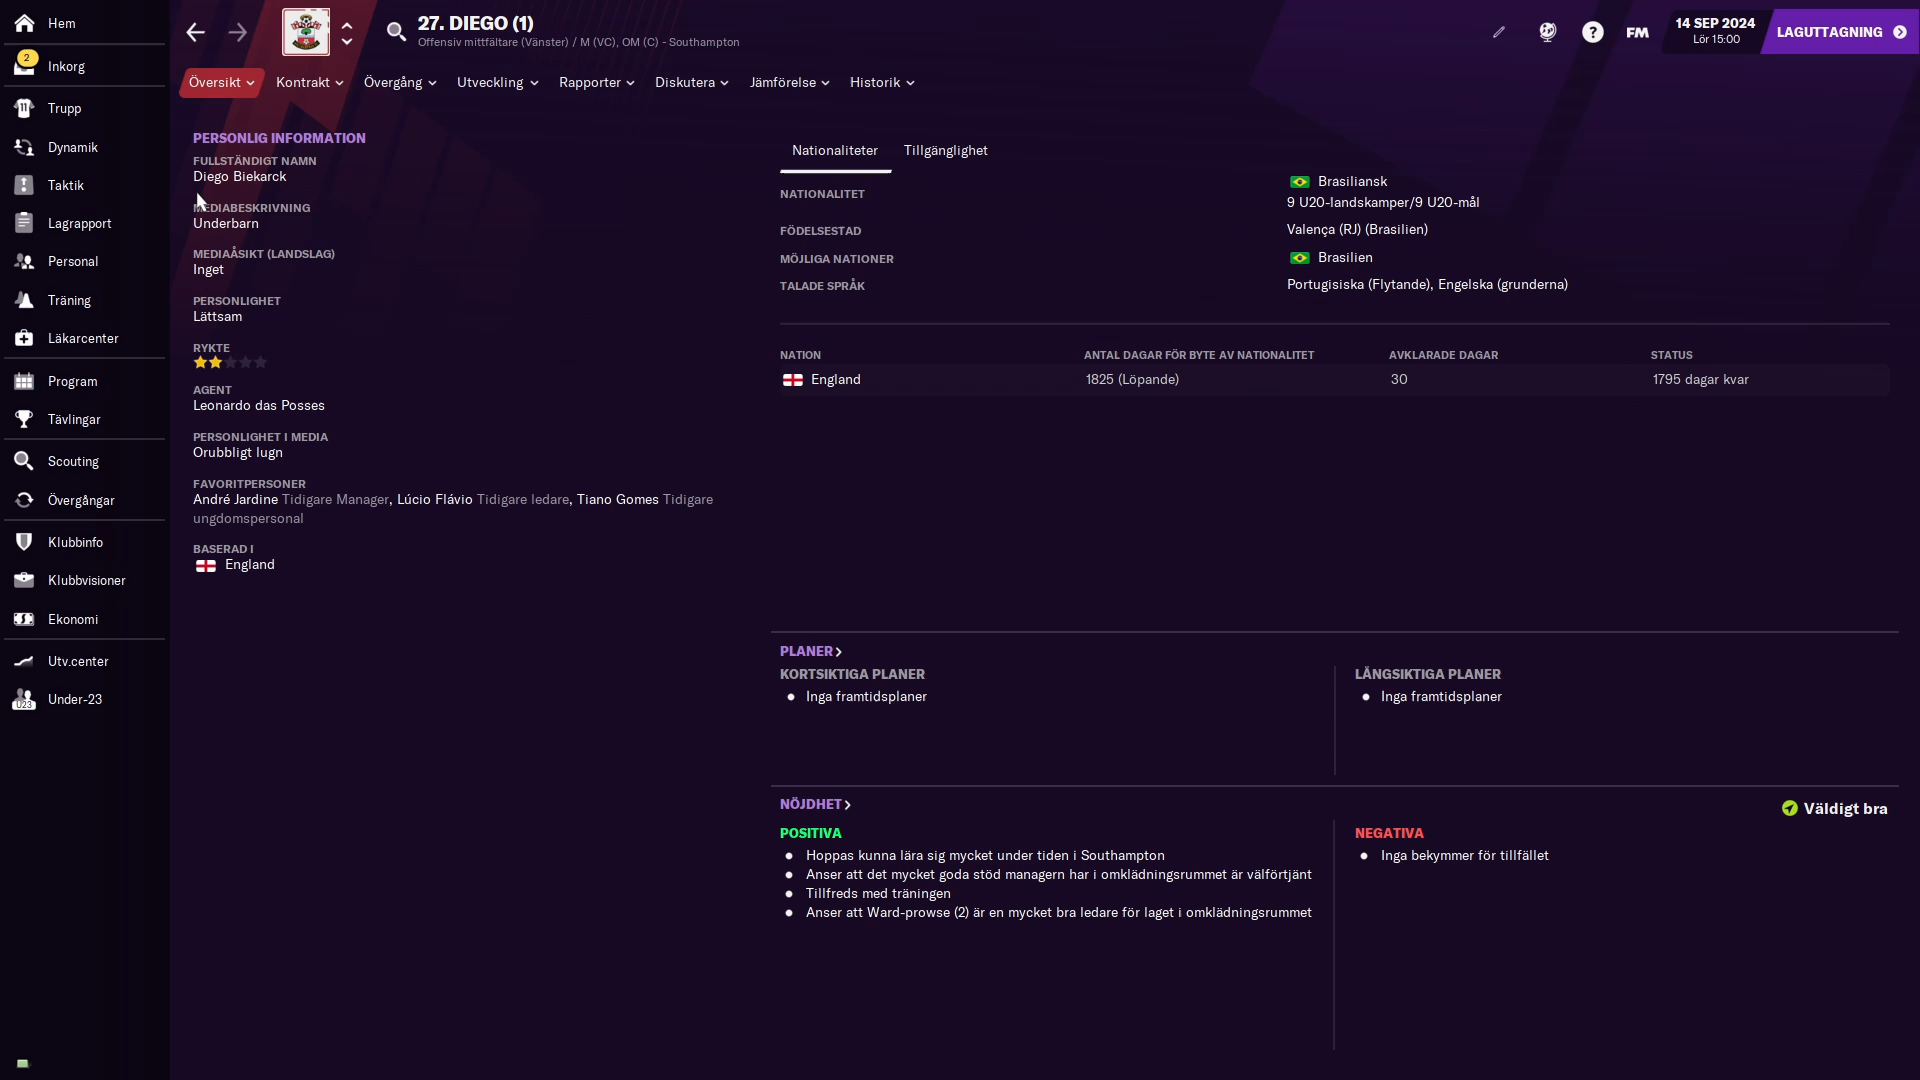 Hem
2
Inkorg
11
Trupp
Dynamik
Taktik
Lagrapport
Personal
Träning
Läkarcenter
Program
Tävlingar
Scouting
Övergångar
Klubbinfo
Klubbvisioner
Ekonomi
Utv.center
U23
Under-23
27. DIEGO (1)
Offensiv mittfältare (Vänster) / M (VC), OM (C) - Southampton
?
FM
14 SEP 2024
Lör 15:00
LAGUTTAGNING
Översikt Kontrakt Övergång Utveckling Rapporter Diskutera Jämförelse Historik
PERSONLIG INFORMATION
FULLSTÄNDIGT NAMN
Diego Biekarck
MEDIABESKRIVNING
Underbarn
MEDIAÅSIKT (LANDSLAG)
Inget
PERSONLIGHET
Lättsam
RYKTE
AGENT
Leonardo das Posses
PERSONLIGHET I MEDIA
Orubbligt lugn
FAVORITPERSONER
André Jardine Tidigare Manager, Lúcio Flávio Tidigare ledare, Tiano Gomes Tidigare
ungdomspersonal
BASERAD I
England
Nationaliteter Tillgänglighet
NATIONALITET Brasiliansk
9 U20-landskamper/9 U20-mål
FÖDELSESTAD Valença (RJ) (Brasilien)
MÖJLIGA NATIONER Brasilien
TALADE SPRÅK Portugisiska (Flytande), Engelska (grunderna)
NATION ANTAL DAGAR FÖR BYTE AV NATIONALITET AVKLARADE DAGAR STATUS
England 1825 (Löpande) 30 1795 dagar kvar
PLANER
KORTSIKTIGA PLANER
Inga framtidsplaner
LÅNGSIKTIGA PLANER
Inga framtidsplaner
NÖJDHET
Väldigt bra
POSITIVA
Hoppas kunna lära sig mycket under tiden i Southampton
Anser att det mycket goda stöd managern har i omklädningsrummet är välförtjänt
Tillfreds med träningen
Anser att Ward-prowse (2) är en mycket bra ledare för laget i omklädningsrummet
NEGATIVA
Inga bekymmer för tillfället